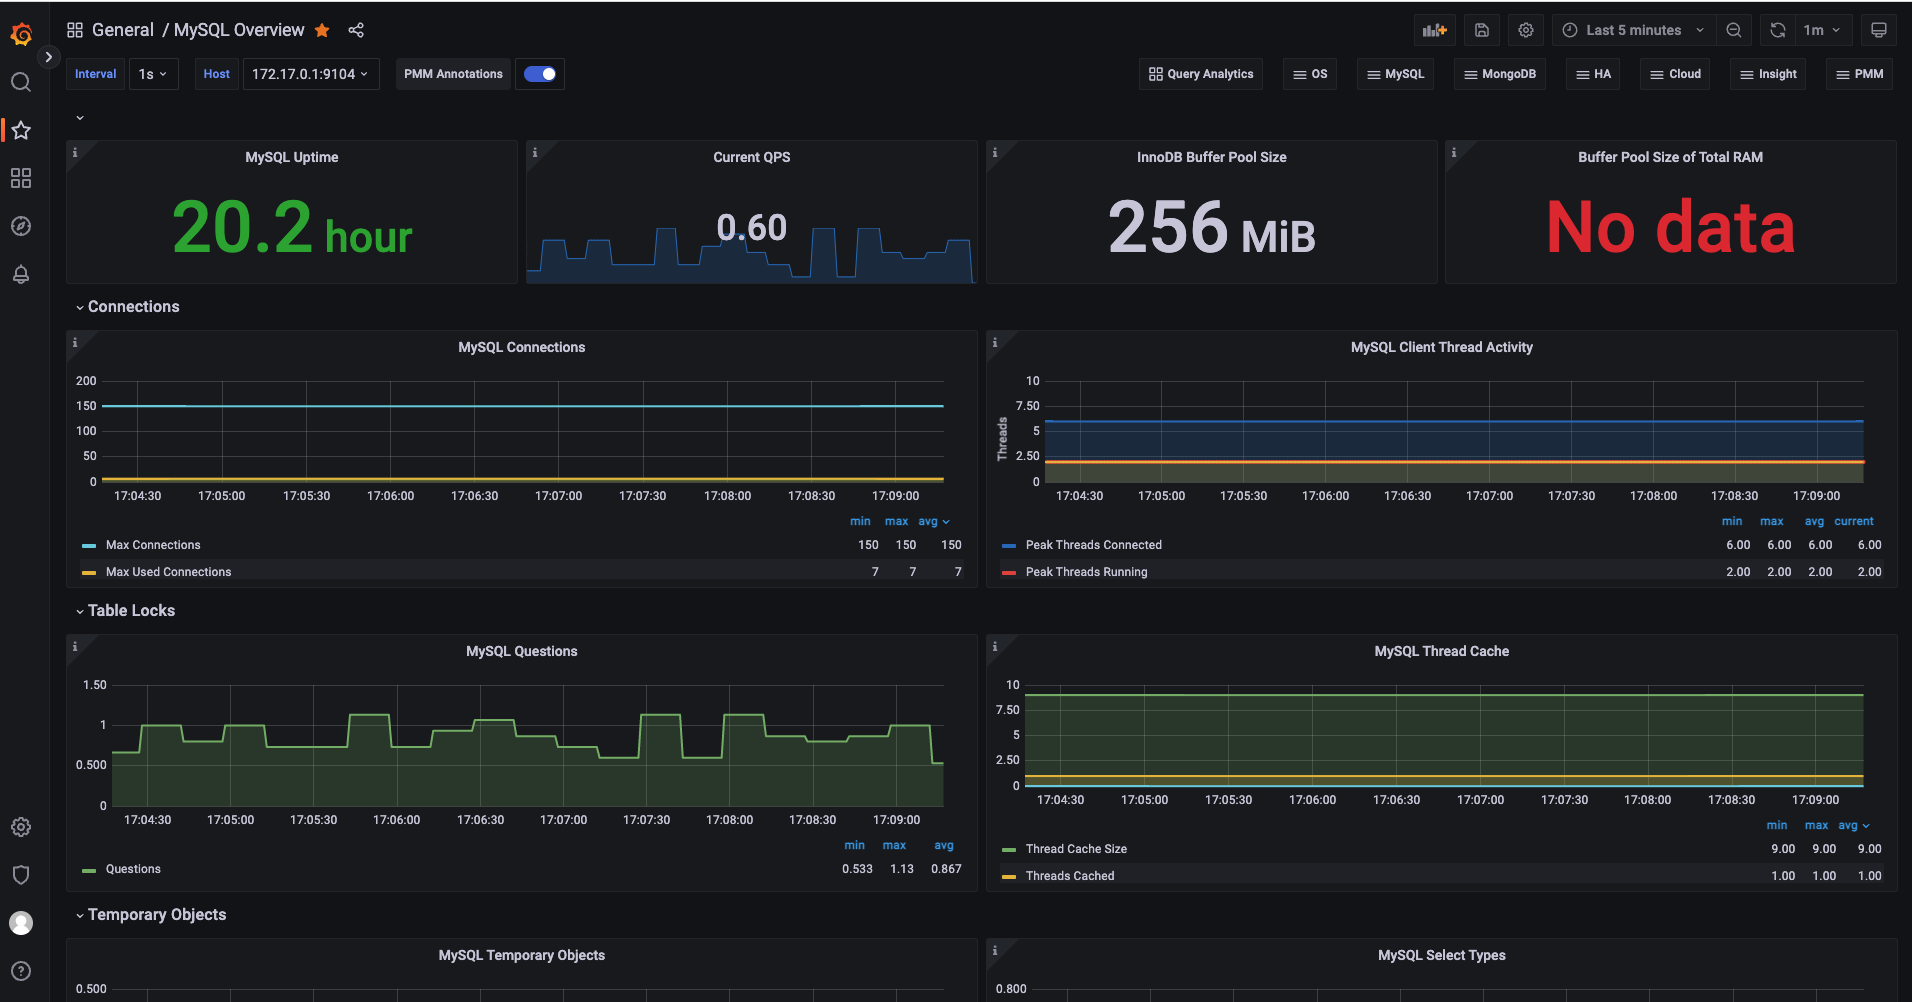 General / MySQL Overview
Last 5 minutes
1m
Interval 1s Host 172.17.0.1:9104 PMM Annotations
Query Analytics OS MySQL MongoDB HA Cloud Insight PMM
MySQL Uptime
20.2 hour
Current QPS
0.60
InnoDB Buffer Pool Size
256 MiB
Buffer Pool Size of Total RAM
No data
Connections
MySQL Connections
200
150
100
50
0
17:04:30 17:05:00 17:05:30 17:06:00 17:06:30 17:07:00 17:07:30 17:08:00 17:08:30 17:09:00
min max avg
Max Connections 150 150 150
Max Used Connections 7 7 7
MySQL Client Thread Activity
Threads
10
7.50
5
2.50
0
17:04:30 17:05:00 17:05:30 17:06:00 17:06:30 17:07:00 17:07:30 17:08:00 17:08:30 17:09:00
min max avg current
Peak Threads Connected 6.00 6.00 6.00 6.00
Peak Threads Running 2.00 2.00 2.00 2.00
Table Locks
MySQL Questions
1.50
1
0.500
0
17:04:30 17:05:00 17:05:30 17:06:00 17:06:30 17:07:00 17:07:30 17:08:00 17:08:30 17:09:00
min max avg
Questions 0.533 1.13 0.867
MySQL Thread Cache
10
7.50
5
2.50
0
17:04:30 17:05:00 17:05:30 17:06:00 17:06:30 17:07:00 17:07:30 17:08:00 17:08:30 17:09:00
min max avg
Thread Cache Size 9.00 9.00 9.00
Threads Cached 1.00 1.00 1.00
Temporary Objects
MySQL Temporary Objects
0.500
MySQL Select Types
0.800